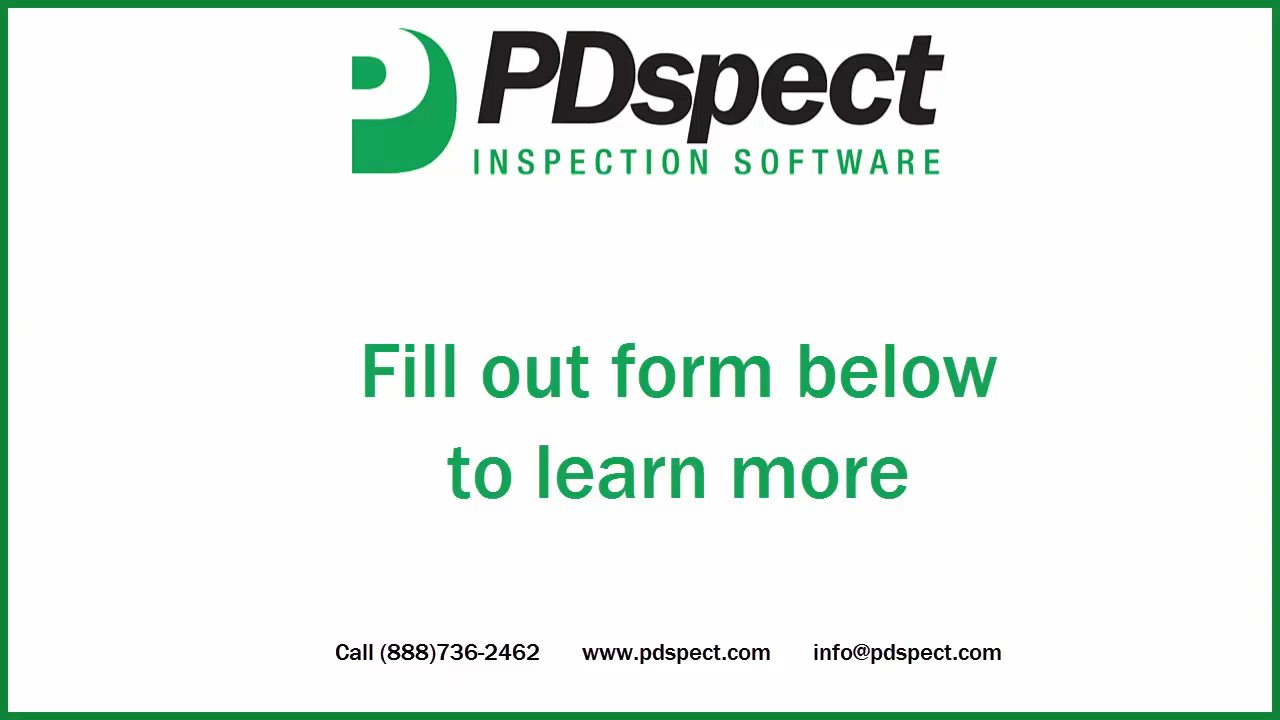 PDspect
INSPECTION SOFTWARE
Fill out form below
to learn more
Call (888)736-2462 www.pdspect.com info@pdspect.com